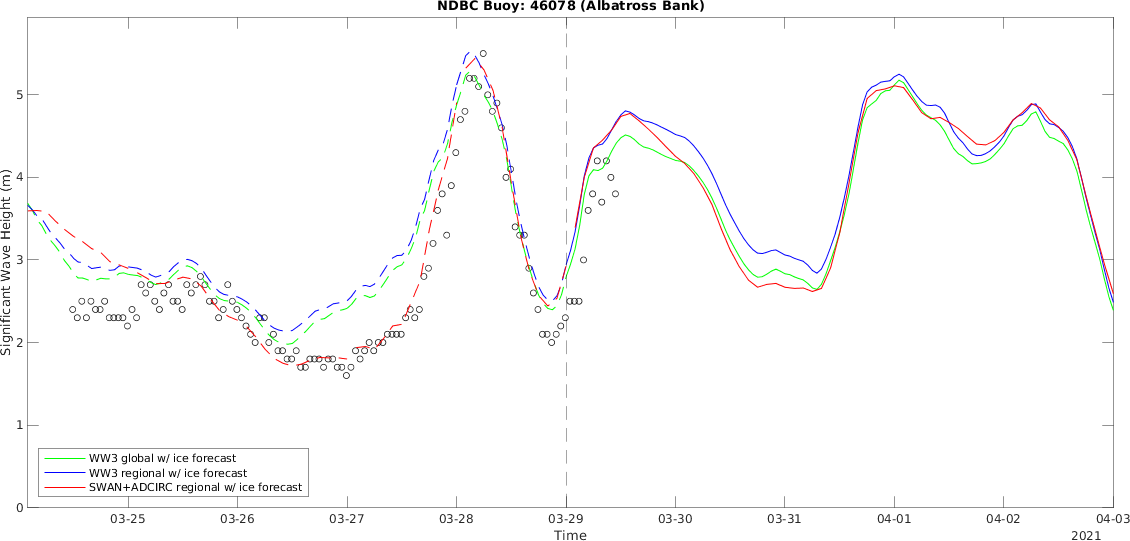 NDBC Buoy: 46078 (Albatross Bank)
Significant Wave Height (m)
5
4
3
2
1
0
WW3 global w/ ice forecast
WW3 regional w/ ice forecast
SWAN+ADCIRC regional w/ ice forecast
03-25 03-26 03-27 03-28 03-29 03-30 03-31 04-01 04-02 04-03
Time
2021